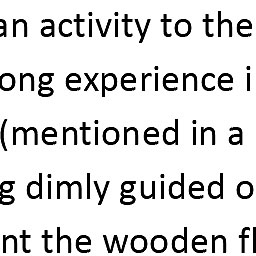 an activity to the
ong experience i
(mentioned in a
g dimly guided o
nt the wooden fl